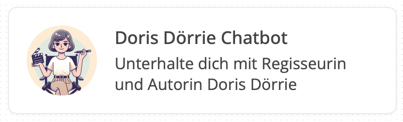 Doris Dörrie Chatbot
Unterhalte dich mit Regisseurin
und Autorin Doris Dörrie